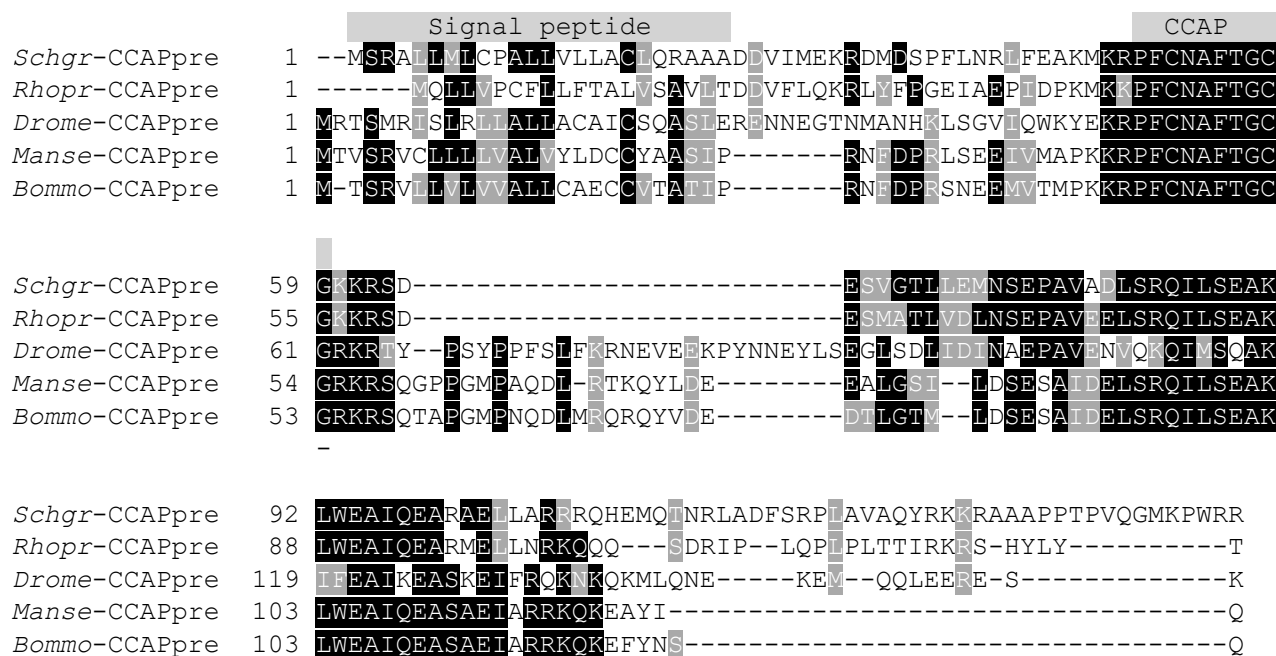 Signal peptide CCAP
Schgr-CCAPpre 1 --MSRALLMLCPALLVLLACLQRAAADDVIMEKRDMDSPFLNRLFEAKMKRPFCNAFTGC
Rhopr-CCAPpre 1 ------MQLLVPCFLLFTALVSAVLTDDVFLQKRLYFPGEIAEPIDPKMKKPFCNAFTGC
Drome-CCAPpre 1 MRTSMRISLRLLALLACAICSQASLERENNEGTNMANHKLSGVIQWKYEKRPFCNAFTGC
Manse-CCAPpre 1 MTVSRVCLLLLVALVYLDCCYAASIP-------RNFDPRLSEEIVMAPKKRPFCNAFTGC
Bommo-CCAPpre 1 M-TSRVLLVLVVALLCAECCVTATIP-------RNFDPRSNEEMVTMPKKRPFCNAFTGC
Schgr-CCAPpre 59 GKKRSD---------------------------ESVGTLLEMNSEPAVADLSRQILSEAK
Rhopr-CCAPpre 55 GKKRSD---------------------------ESMATLVDLNSEPAVEELSRQILSEAK
Drome-CCAPpre 61 GRKRTY--PSYPPFSLFKRNEVEEKPYNNEYLSEGLSDLIDINAEPAVENVQKQIMSQAK
Manse-CCAPpre 54 GRKRSQGPPGMPAQDL-RTKQYLDE--------EALGSI--LDSESAIDELSRQILSEAK
Bommo-CCAPpre 53 GRKRSQTAPGMPNQDLMRQRQYVDE--------DTLGTM--LDSESAIDELSRQILSEAK
-
Schgr-CCAPpre 92 LWEAIQEARAELLARRRQHEMQTNRLADFSRPLAVAQYRKKRAAAPPTPVQGMKPWRR
Rhopr-CCAPpre 88 LWEAIQEARMELLNRKQQQ---SDRIP--LQPLPLTTIRKRS-HYLY----------T
Drome-CCAPpre 119 IFEAIKEASKEIFRQKNKQKMLQNE-----KEM--QQLEERE-S-------------K
Manse-CCAPpre 103 LWEAIQEASAEIARRKQKEAYI-----------------------------------Q
Bommo-CCAPpre 103 LWEAIQEASAEIARRKQKEFYNS----------------------------------Q